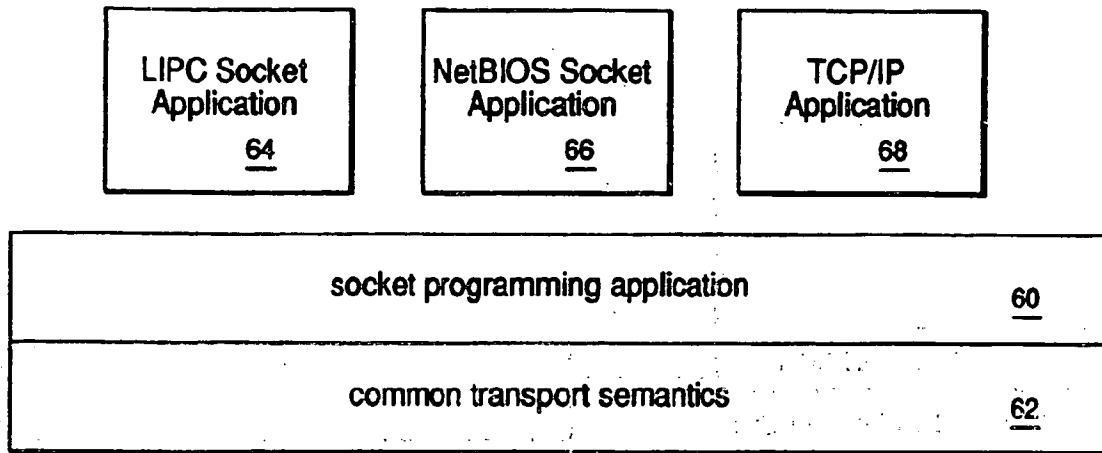 LIPC Socket
Application
64
NetBIOS Socket
Application
66
TCP/IP
Application
68
socket programming application
60
common transport semantics
62